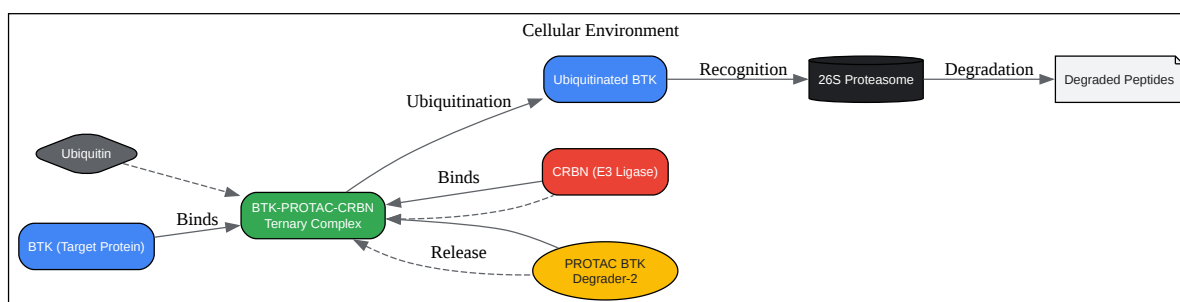 Cellular Environment
Ubiquitinated BTK
Recognition
26S Proteasome
Degradation
Degraded Peptides
Ubiquitination
Ubiquitin
CRBN (E3 Ligase)
Binds
BTK-PROTAC-CRBN
Ternary Complex
Binds
BTK (Target Protein)
Release
PROTAC BTK
Degrader-2